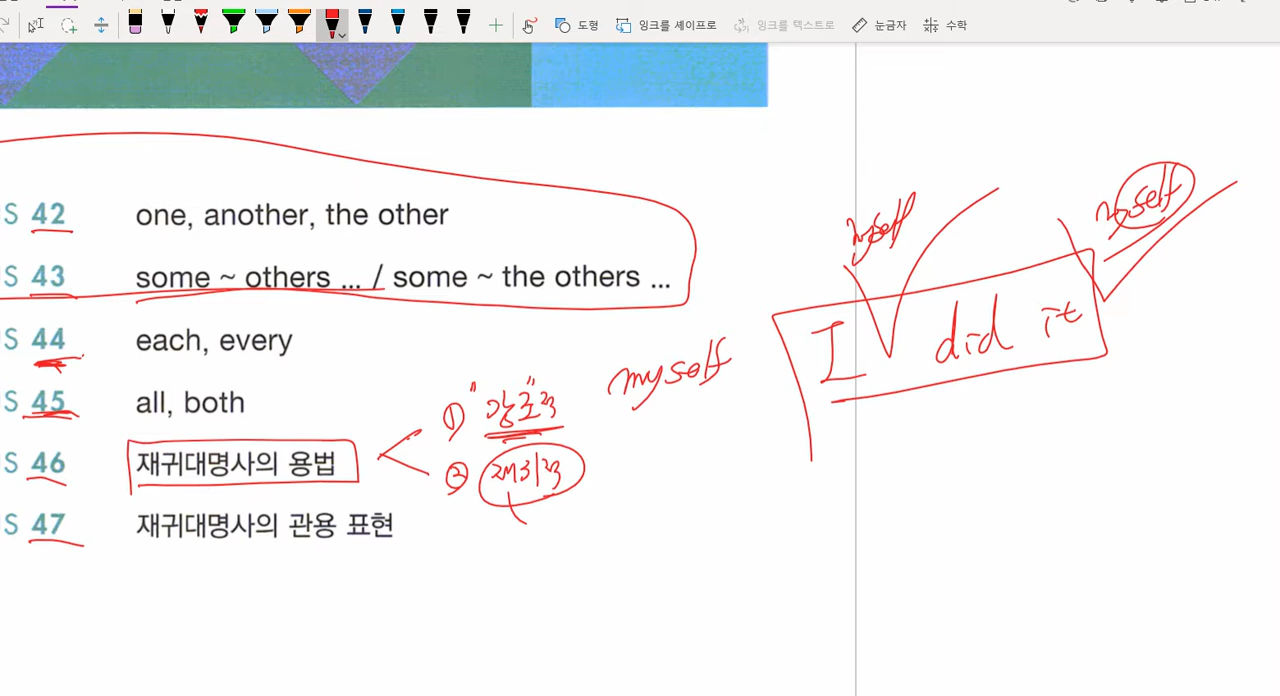 도형 잉크를 셰이프로 잉크를 텍스트로 눈금자 수학
S 42 one, another, the other
S 43 some ~ others ... / some ~ the others ...
S 44 each, every
S 45 all, both
S 46 재귀대명사의 용법
S 47 재귀대명사의 관용 표현
① "강조"적
②
myself
myself
myself
I did it